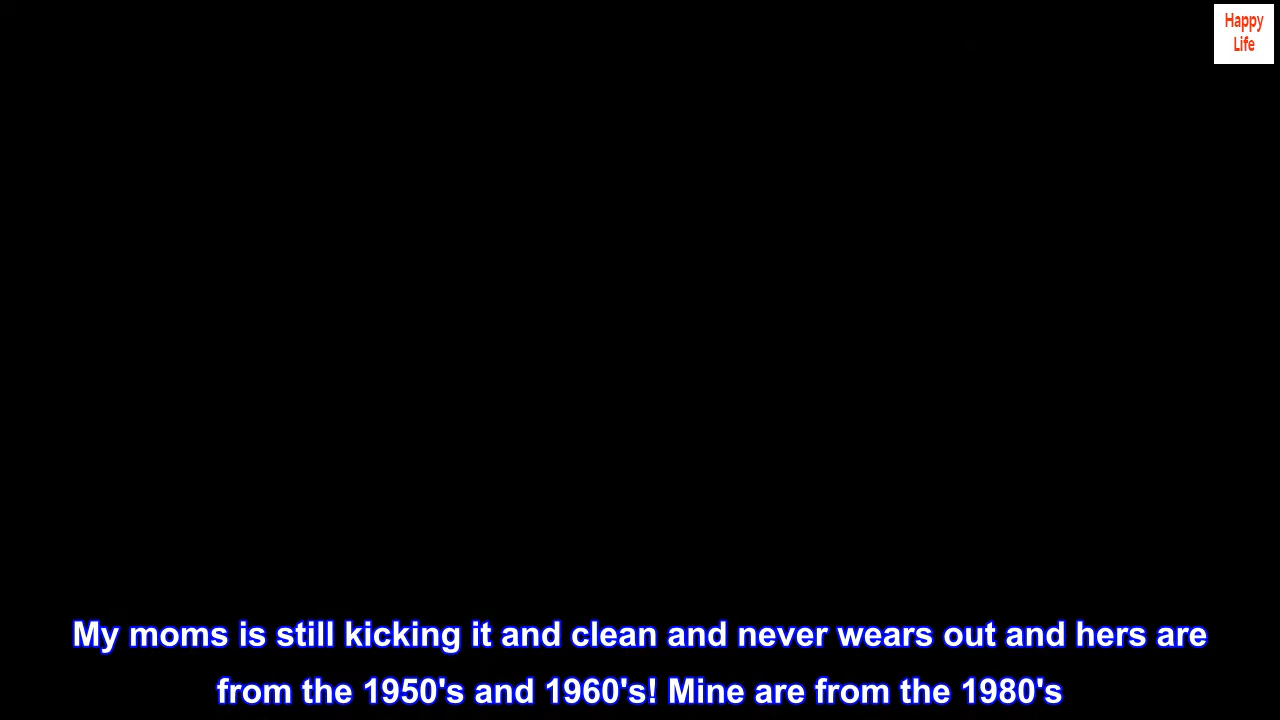 Happy
Life
My moms is still kicking it and clean and never wears out and hers are
from the 1950's and 1960's! Mine are from the 1980's